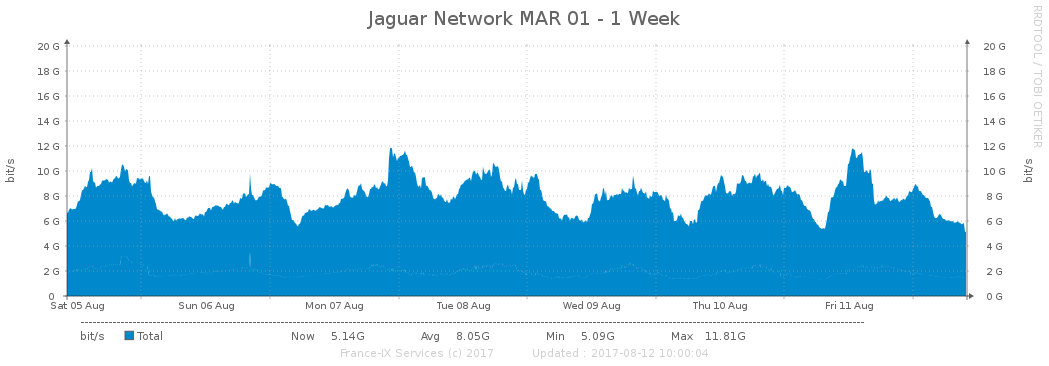 Jaguar Network MAR 01 - 1 Week
RRDTOOL / TOBI OETIKER
bit/s
20 G
18 G
16 G
14 G
12 G
10 G
8 G
6 G
4 G
2 G
0
20 G
18 G
16 G
14 G
12 G
10 G
8 G
6 G
4 G
2 G
0 G
bit/s
Sat 05 Aug Sun 06 Aug Mon 07 Aug Tue 08 Aug Wed 09 Aug Thu 10 Aug Fri 11 Aug
bit/s Total Now 5.14G Avg 8.05G Min 5.09G Max 11.81G
France-IX Services (c) 2017 Updated : 2017-08-12 10:00:04